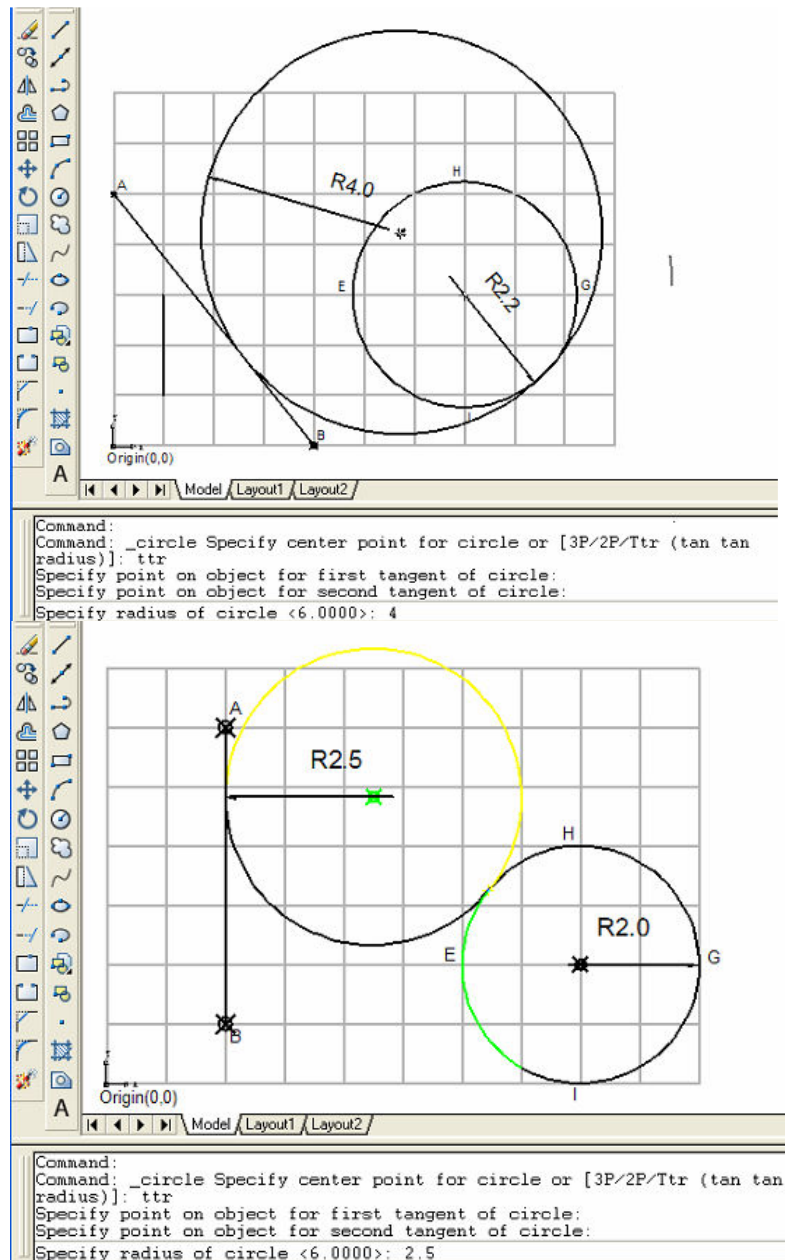 H
A
R4.0
E
G
R2.2
I
B
Origin(0,0)
A
Model Layout1 Layout2
Command:
Command: _circle Specify center point for circle or [3P/2P/Ttr (tan tan
radius)]: ttr
Specify point on object for first tangent of circle:
Specify point on object for second tangent of circle:
Specify radius of circle <6.0000>: 4
A
R2.5
H
R2.0
E
G
B
Origin(0,0)
I
A
Model Layout1 Layout2
Command:
Command: _circle Specify center point for circle or [3P/2P/Ttr (tan tan
radius)]: ttr
Specify point on object for first tangent of circle:
Specify point on object for second tangent of circle:
Specify radius of circle <6.0000>: 2.5